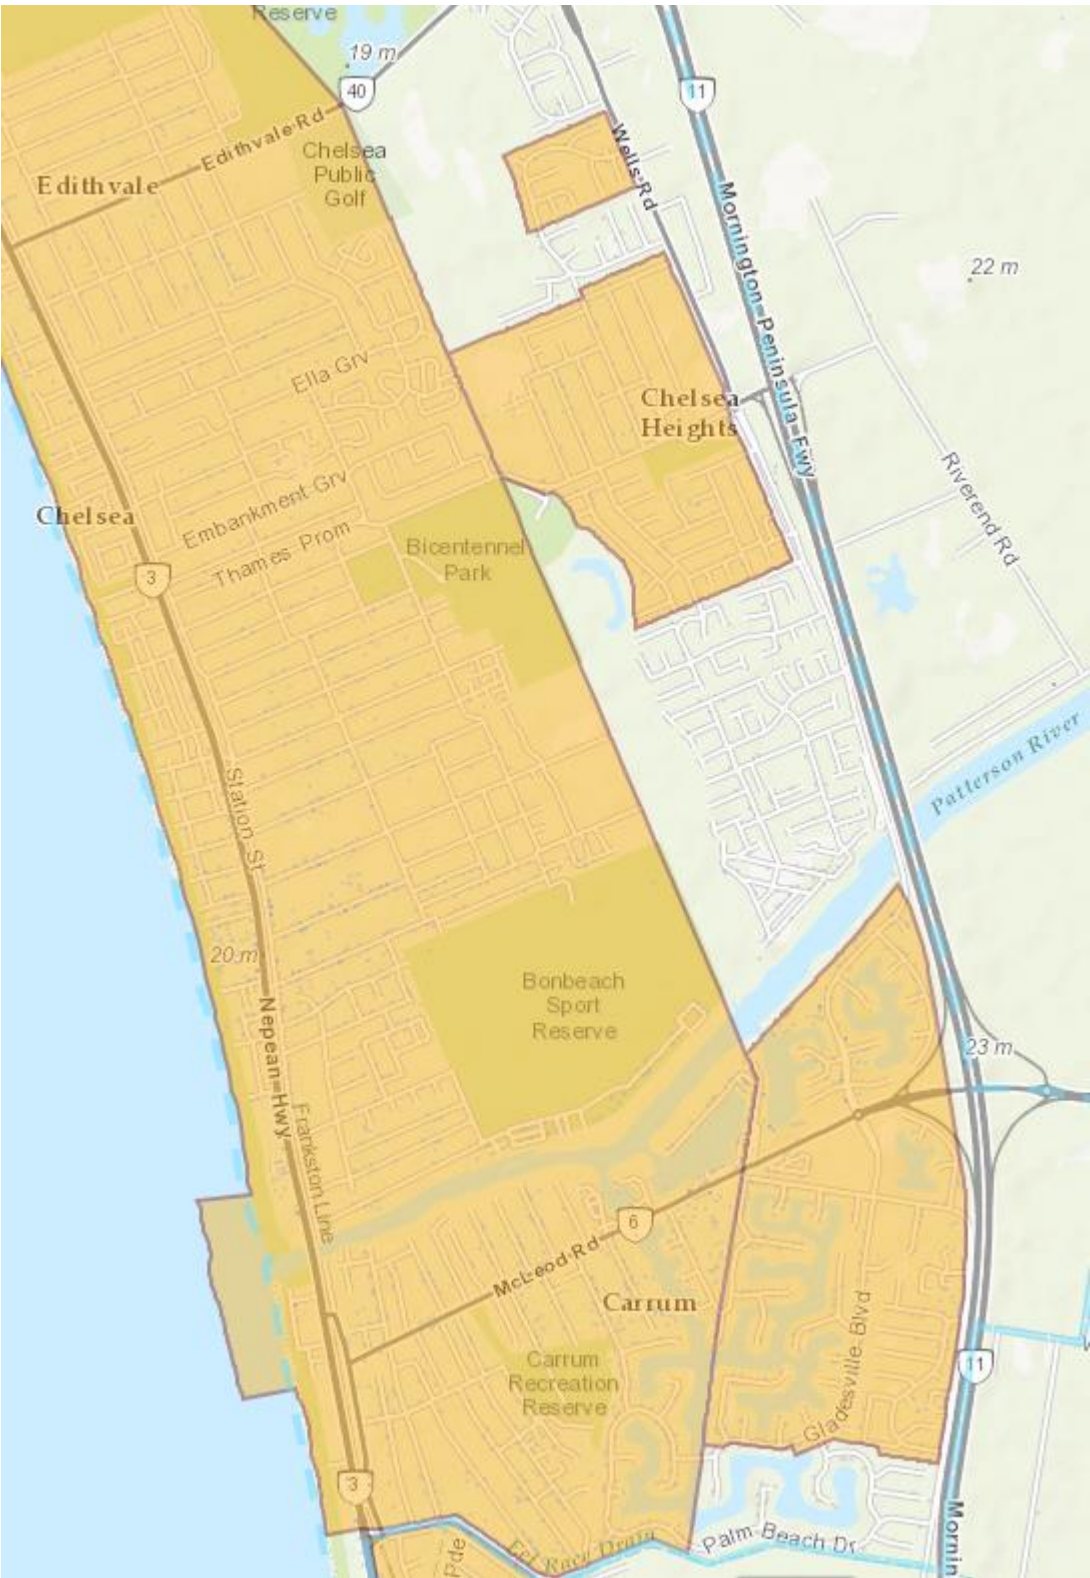 Reserve
19 m
40
11
Edithvale Rd
Wells Rd
Chelsea
Public
Golf
Edithvale
Mornington Peninsula Fwy
22 m
Ella Grv
Chelsea
Heights
Riverend Rd
Embankment Grv
Chelsea
Thames Prom
Bicentennel
Park
3
Patterson River
Station St
20 m
Bonbeach
Sport
Reserve
Nepean Hwy
23 m
Frankston Line
6
McLeod Rd
Carrum
Gladesville Blvd
Carrum
Recreation
Reserve
11
3
Mornin
Eel Race Drain
Palm Beach Dr
Pde